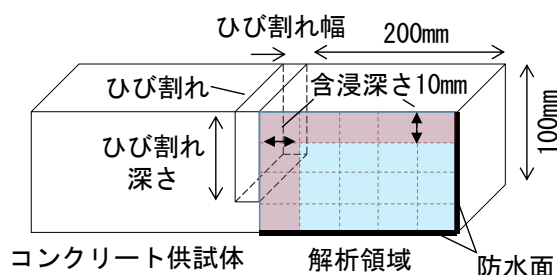 ひび割れ幅
200mm
ひび割れ
含浸深さ10mm
100mm
ひび割れ
深さ
コンクリート供試体
解析領域
防水面